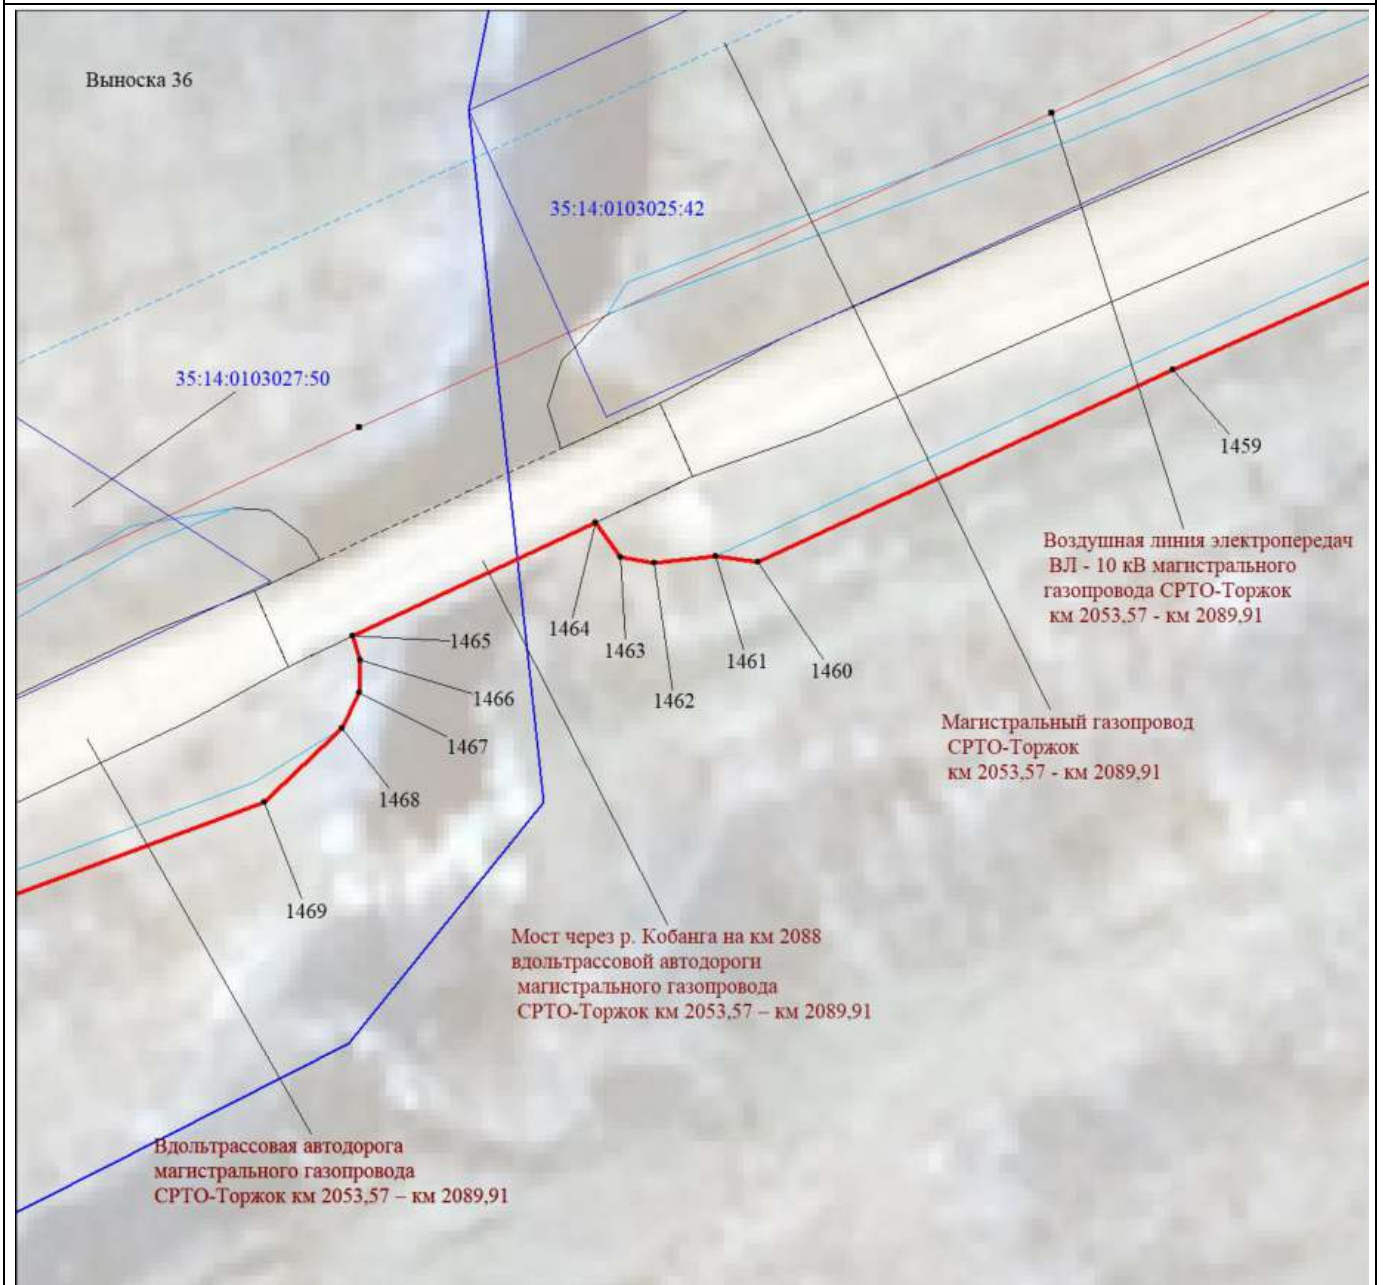 Выноска 36
35:14:0103025:42
35:14:0103027:50
1459
Воздушная линия электропередач
ВЛ - 10 кВ магистрального
газопровода СРТО-Торжок
км 2053,57 - км 2089,91
1464
1465
1463
1461
1460
1466
1462
1467
Магистральный газопровод
СРТО-Торжок
км 2053,57 - км 2089,91
1468
1469
Мост через р. Кобанга на км 2088
вдольтрассовой автодороги
магистрального газопровода
СРТО-Торжок км 2053,57 – км 2089,91
Вдольтрассовая автодорога
магистрального газопровода
СРТО-Торжок км 2053,57 – км 2089,91